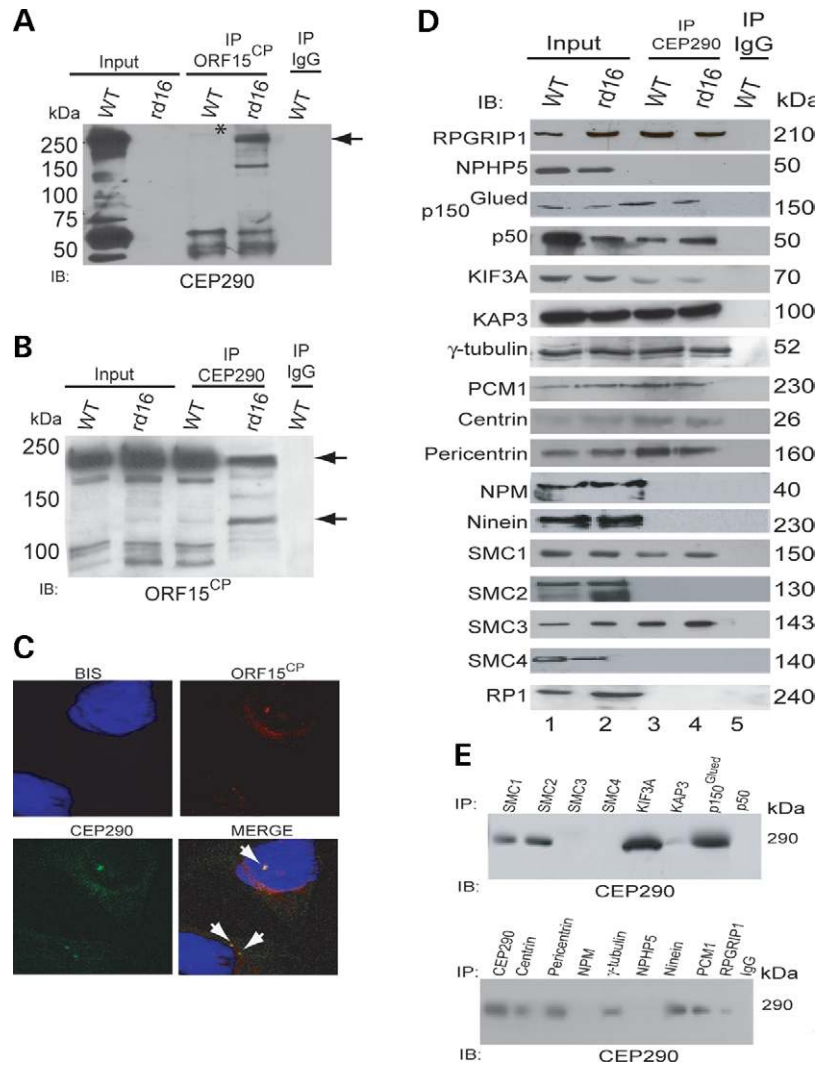 A
Input
IP
ORF15CP
IP
IgG
WT
rd16
WT
rd16
WT
kDa
250
150
100
75
50
*
IB:
CEP290
B
Input
IP
CEP290
IP
IgG
WT
rd16
WT
rd16
WT
kDa
250
150
100
IB:
ORF15CP
C
BIS
ORF15CP
CEP290
MERGE
D
Input
IP
CEP290
IP
IgG
IB:
WT
rd16
WT
rd16
WT
kDa
RPGRIP1 210
NPHP5 50
p150Glued 150
p50 50
KIF3A 70
KAP3 100
γ-tubulin 52
PCM1 230
Centrin 26
Pericentrin 160
NPM 40
Ninein 230
SMC1 150
SMC2 130
SMC3 143
SMC4 140
RP1 240
1 2 3 4 5
E
IP:
SMC1
SMC2
SMC3
SMC4
KIF3A
KAP3
p150Glued
p50
kDa
290
IB:
CEP290
IP:
CEP290
Centrin
Pericentrin
NPM
γ-tubulin
NPHP5
Ninein
PCM1
RPGRIP1
IgG
kDa
290
IB:
CEP290